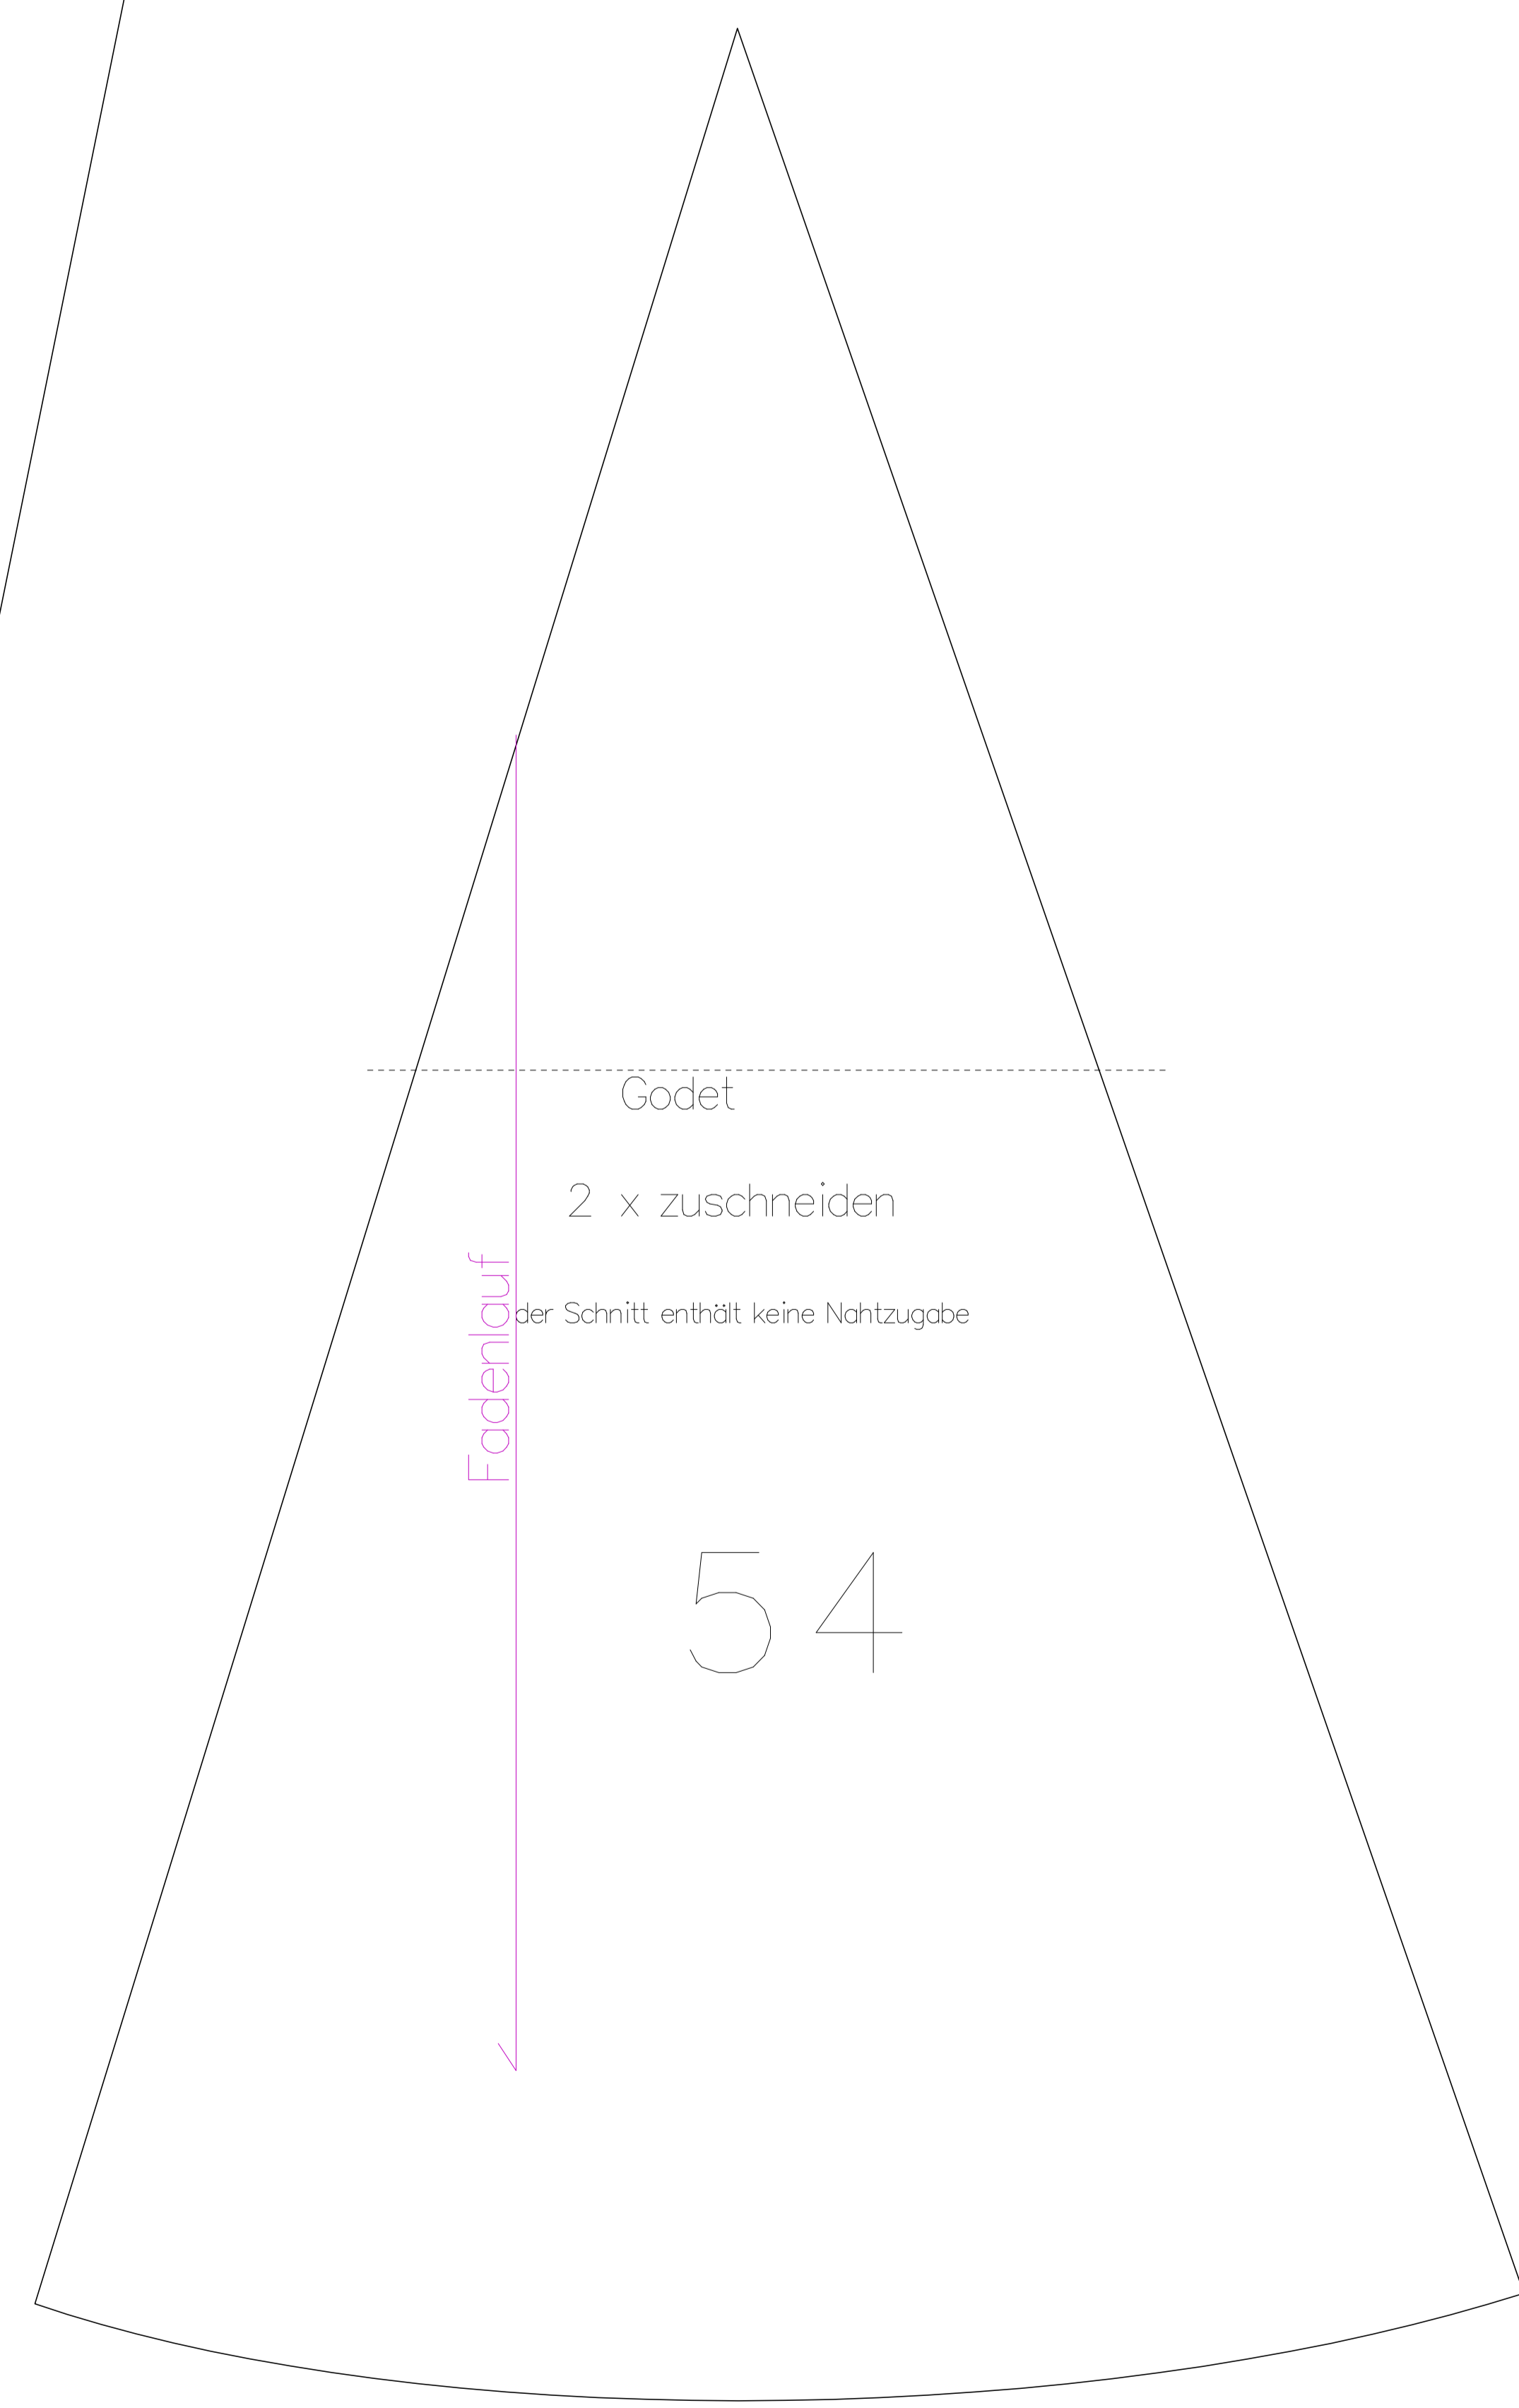 Godet
2 x zuschneiden
der Schnitt enthält keine Nahtzugabe
Fadenlauf
54